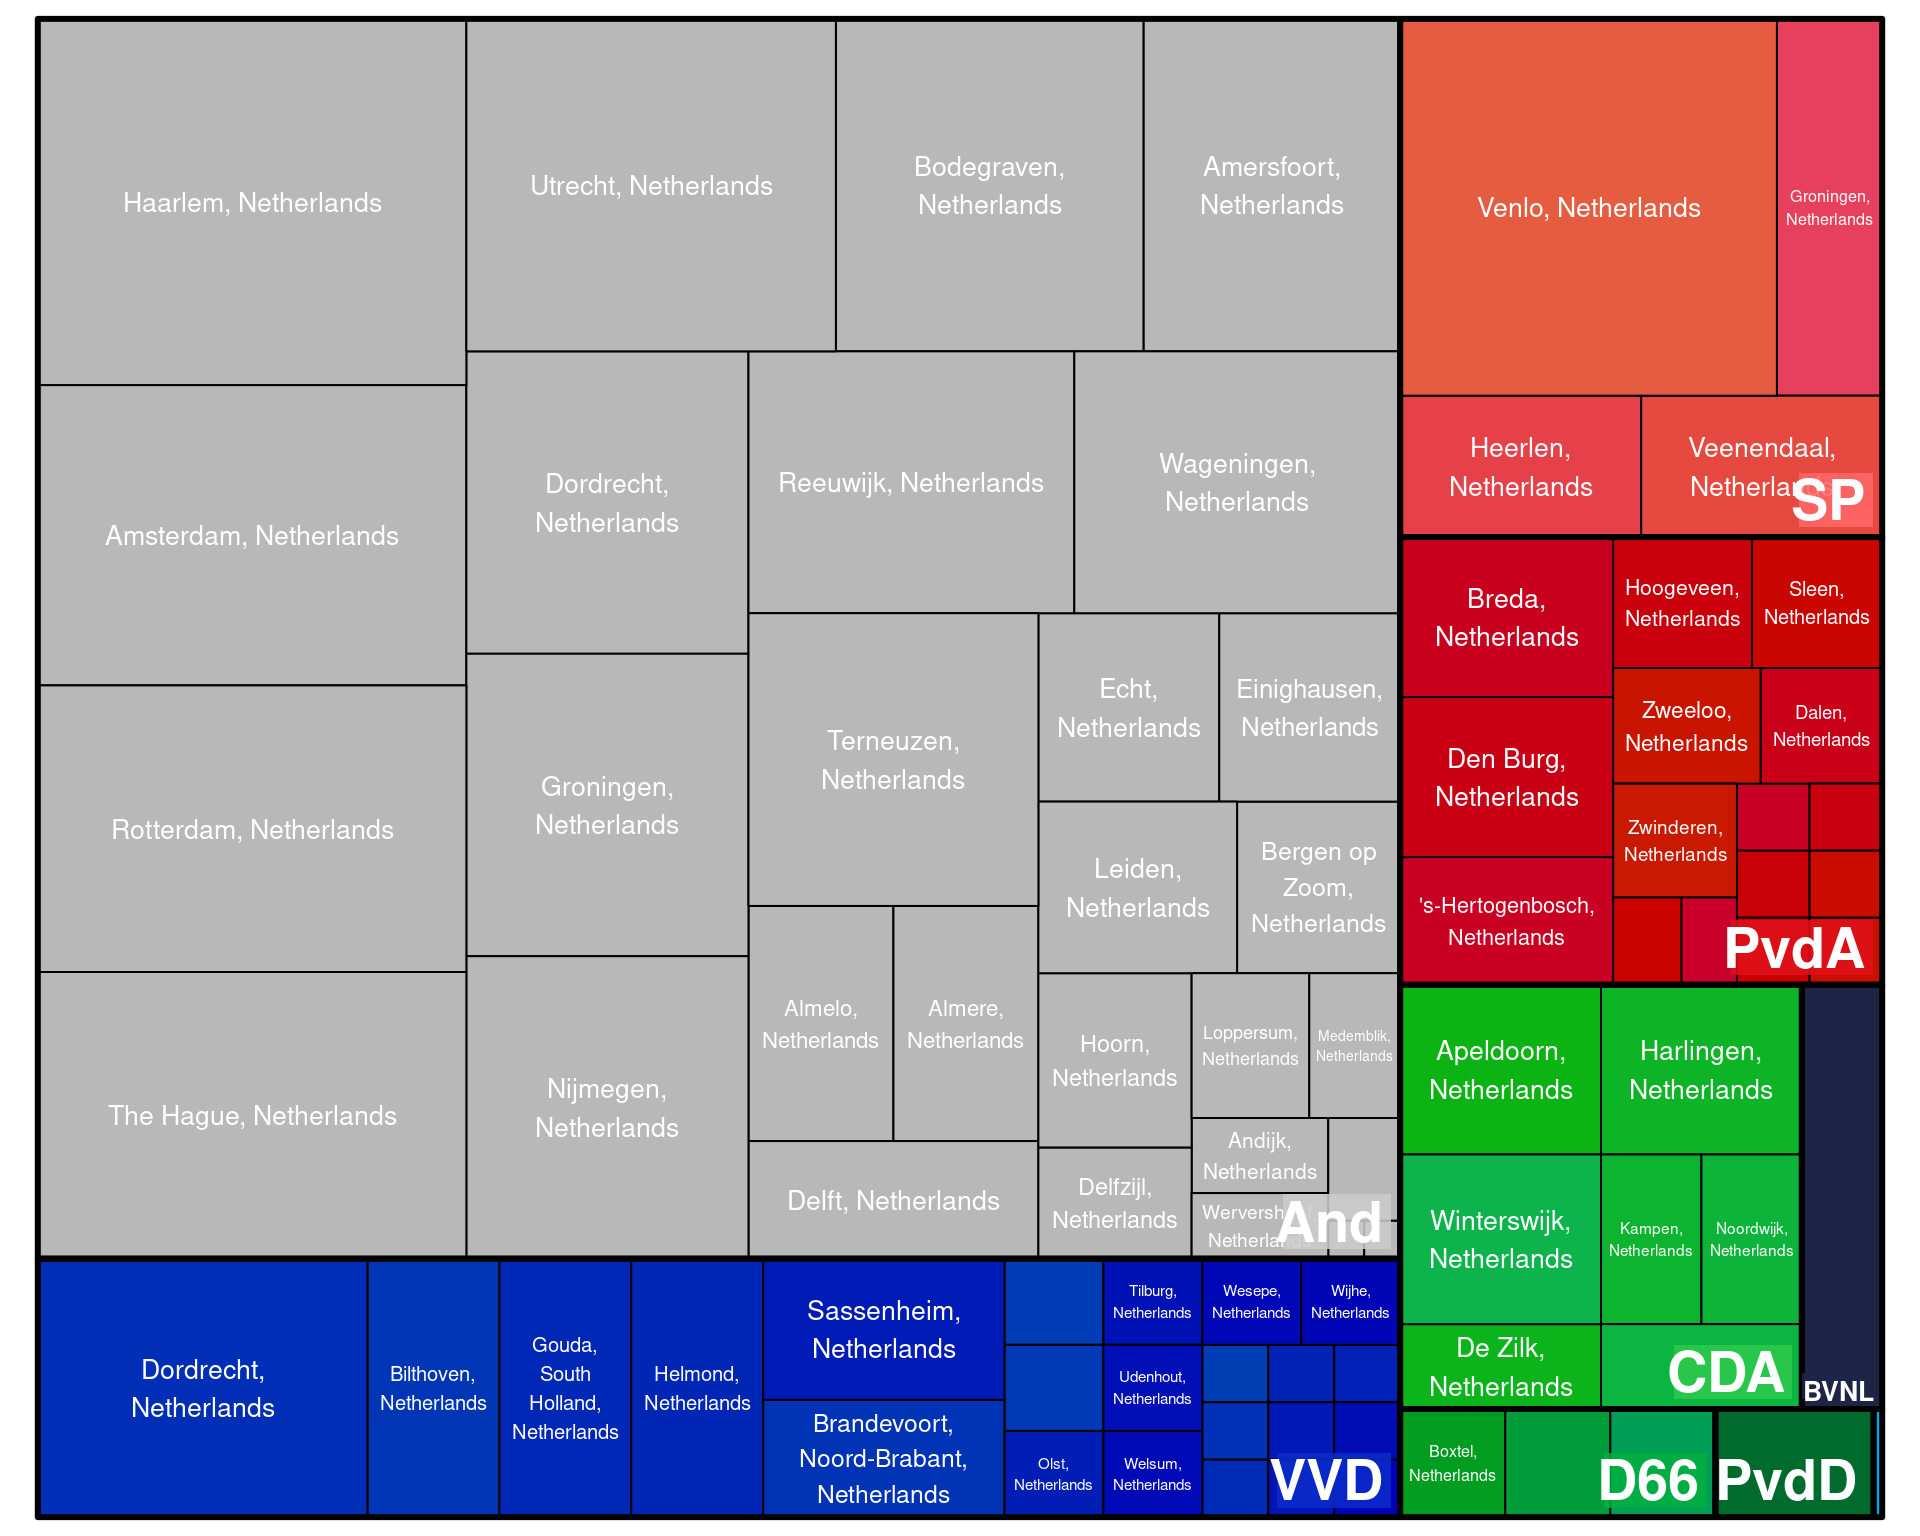 Haarlem, Netherlands
Utrecht, Netherlands
Bodegraven,
Netherlands
Amersfoort,
Netherlands
Amsterdam, Netherlands
Dordrecht,
Netherlands
Reeuwijk, Netherlands
Wageningen,
Netherlands
Rotterdam, Netherlands
Groningen,
Netherlands
Terneuzen,
Netherlands
Echt,
Netherlands
Einighausen,
Netherlands
Leiden,
Netherlands
Bergen op
Zoom,
Netherlands
The Hague, Netherlands
Nijmegen,
Netherlands
Almelo,
Netherlands
Almere,
Netherlands
Delft, Netherlands
Hoorn,
Netherlands
Loppersum,
Netherlands
Medemblik,
Netherlands
Delfzijl,
Netherlands
Andijk,
Netherlands
And
Venlo, Netherlands
Groningen,
Netherlands
Heerlen,
Netherlands
Veenendaal,
Netherlands
SP
Breda,
Netherlands
Hoogeveen,
Netherlands
Sleen,
Netherlands
Den Burg,
Netherlands
Zweeloo,
Netherlands
Dalen,
Netherlands
Zwinderen,
Netherlands
's-Hertogenbosch,
Netherlands
PvdA
Apeldoorn,
Netherlands
Harlingen,
Netherlands
Winterswijk,
Netherlands
Kampen,
Netherlands
Noordwijk,
Netherlands
De Zilk,
Netherlands
CDA
BVNL
Dordrecht,
Netherlands
Bilthoven,
Netherlands
Gouda,
South
Holland,
Netherlands
Helmond,
Netherlands
Sassenheim,
Netherlands
Brandevoort,
Noord-Brabant,
Netherlands
Tilburg,
Netherlands
Wesepe,
Netherlands
Wijhe,
Netherlands
Udenhout,
Netherlands
Olst,
Netherlands
Welsum,
Netherlands
VVD
Boxtel,
Netherlands
D66
PvdD